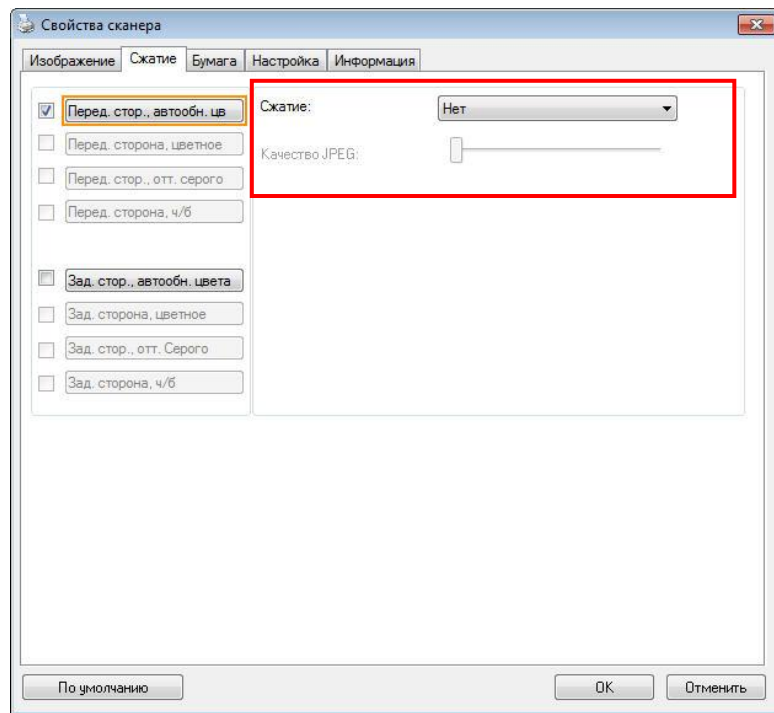 Свойства сканера
Изображение Сжатие Бумага Настройка Информация
Перед. стор., автообн. цв
Сжатие: Нет
Перед. сторона, цветное
Качество JPEG:
Перед. стор., отт. серого
Перед. сторона, ч/б
Зад. стор., автообн. цвета
Зад. сторона, цветное
Зад. стор., отт. Серого
Зад. сторона, ч/б
По умолчанию OK Отменить